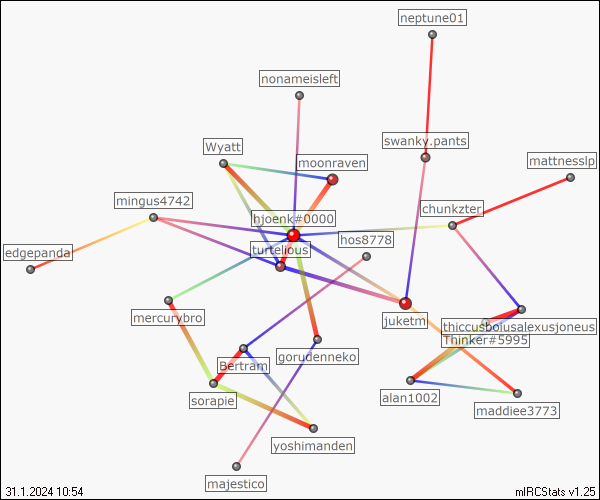 neptune01
nonameisleft
swanky.pants
Wyatt
moonraven
mattnesslp
mingus4742
chunkzter
hjoenk#0000
hos8778
turtelious
edgepanda
mercurybro
juketm
thiccusbolusalexusjoneus
Thinker#5995
gorudenneko
Bertram
alan1002
sorapie
maddiee3773
yoshimanden
majestico
31.1.2024 10:54
mIRCStats v1.25